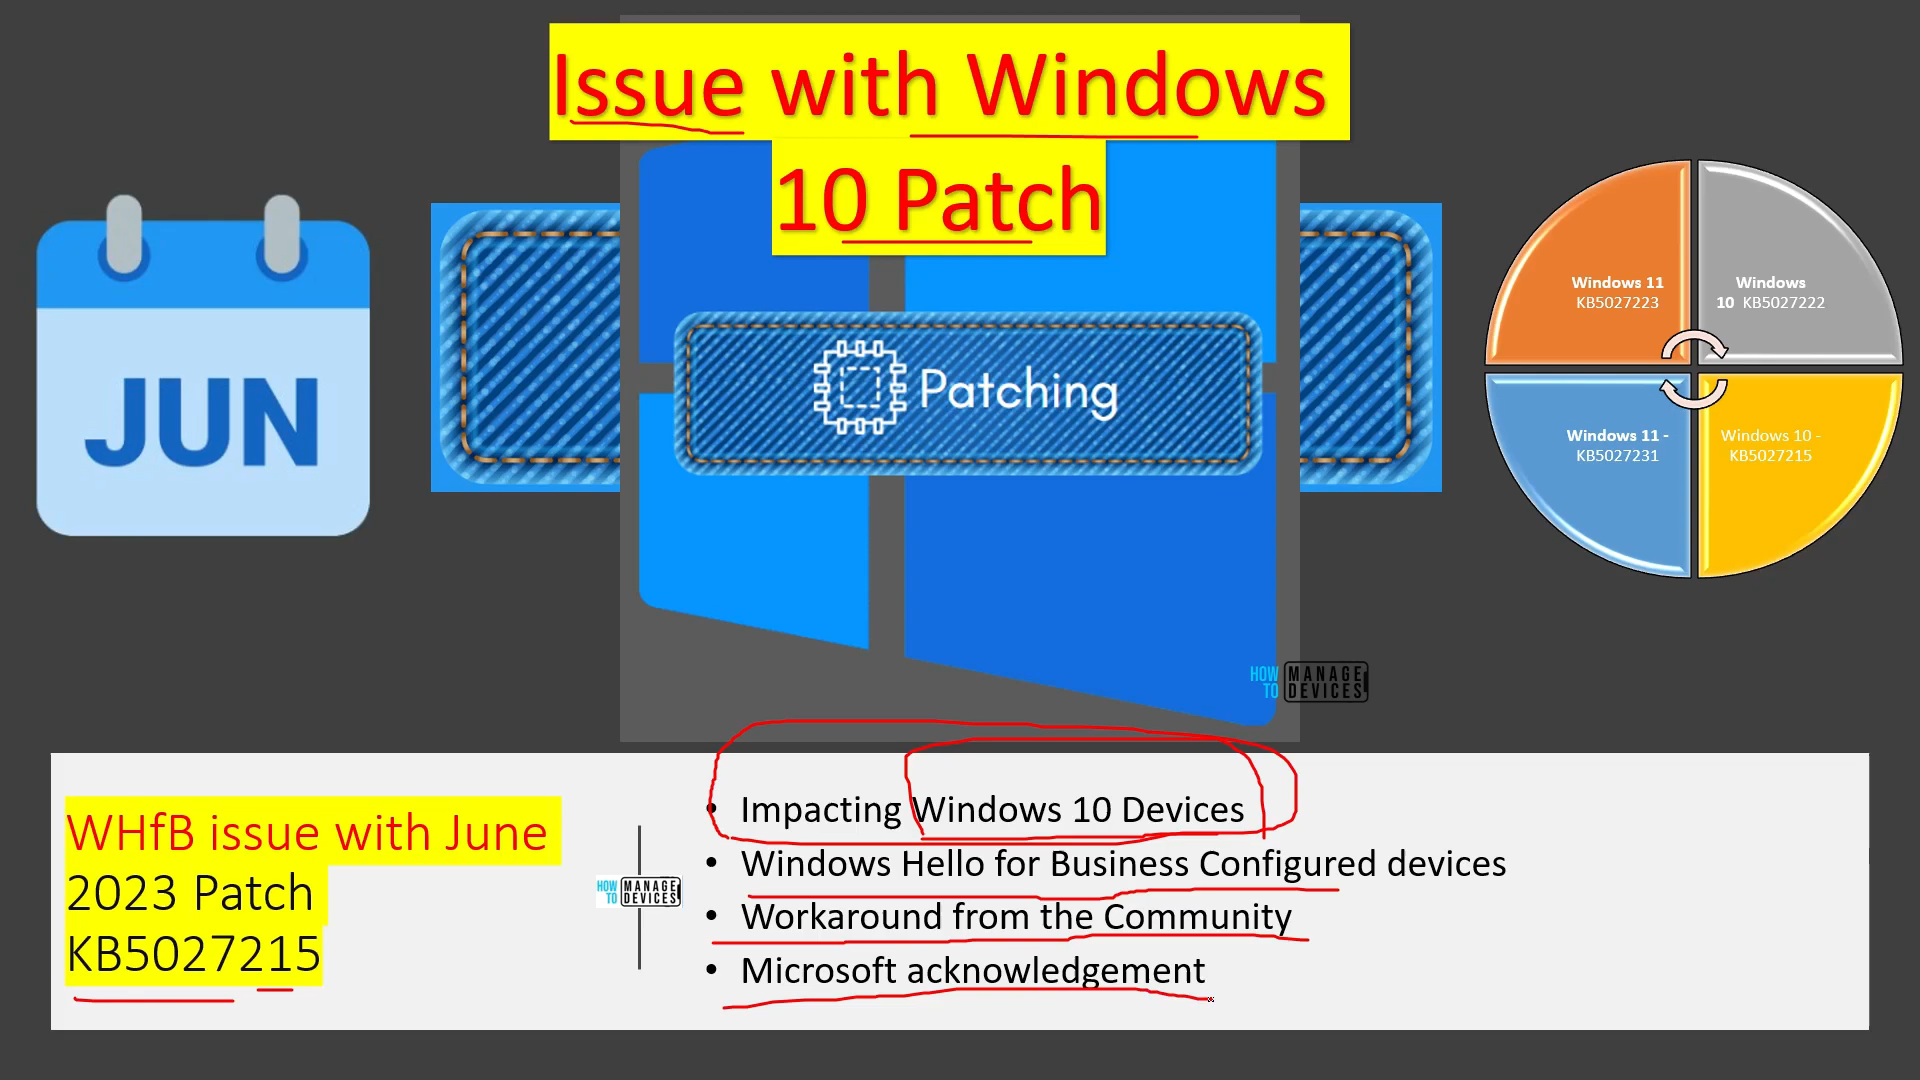 Issue with Windows
10 Patch
JUN
Patching
Windows 11
KB5027223
Windows
10 KB5027222
Windows 11 -
KB5027231
Windows 10 -
KB5027215
HOW
TO
MANAGE
DEVICES
WHfB issue with June
2023 Patch
KB5027215
HOW
TO
MANAGE
DEVICES
• Impacting Windows 10 Devices
• Windows Hello for Business Configured devices
• Workaround from the Community
• Microsoft acknowledgement